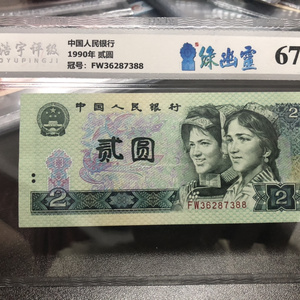 浩宇评级
GYUPINGJI
中国人民银行
1990年 贰圆
冠号: FW36287388
绿幽灵
67
中国人民银行
贰圆
FW36287388
2
2